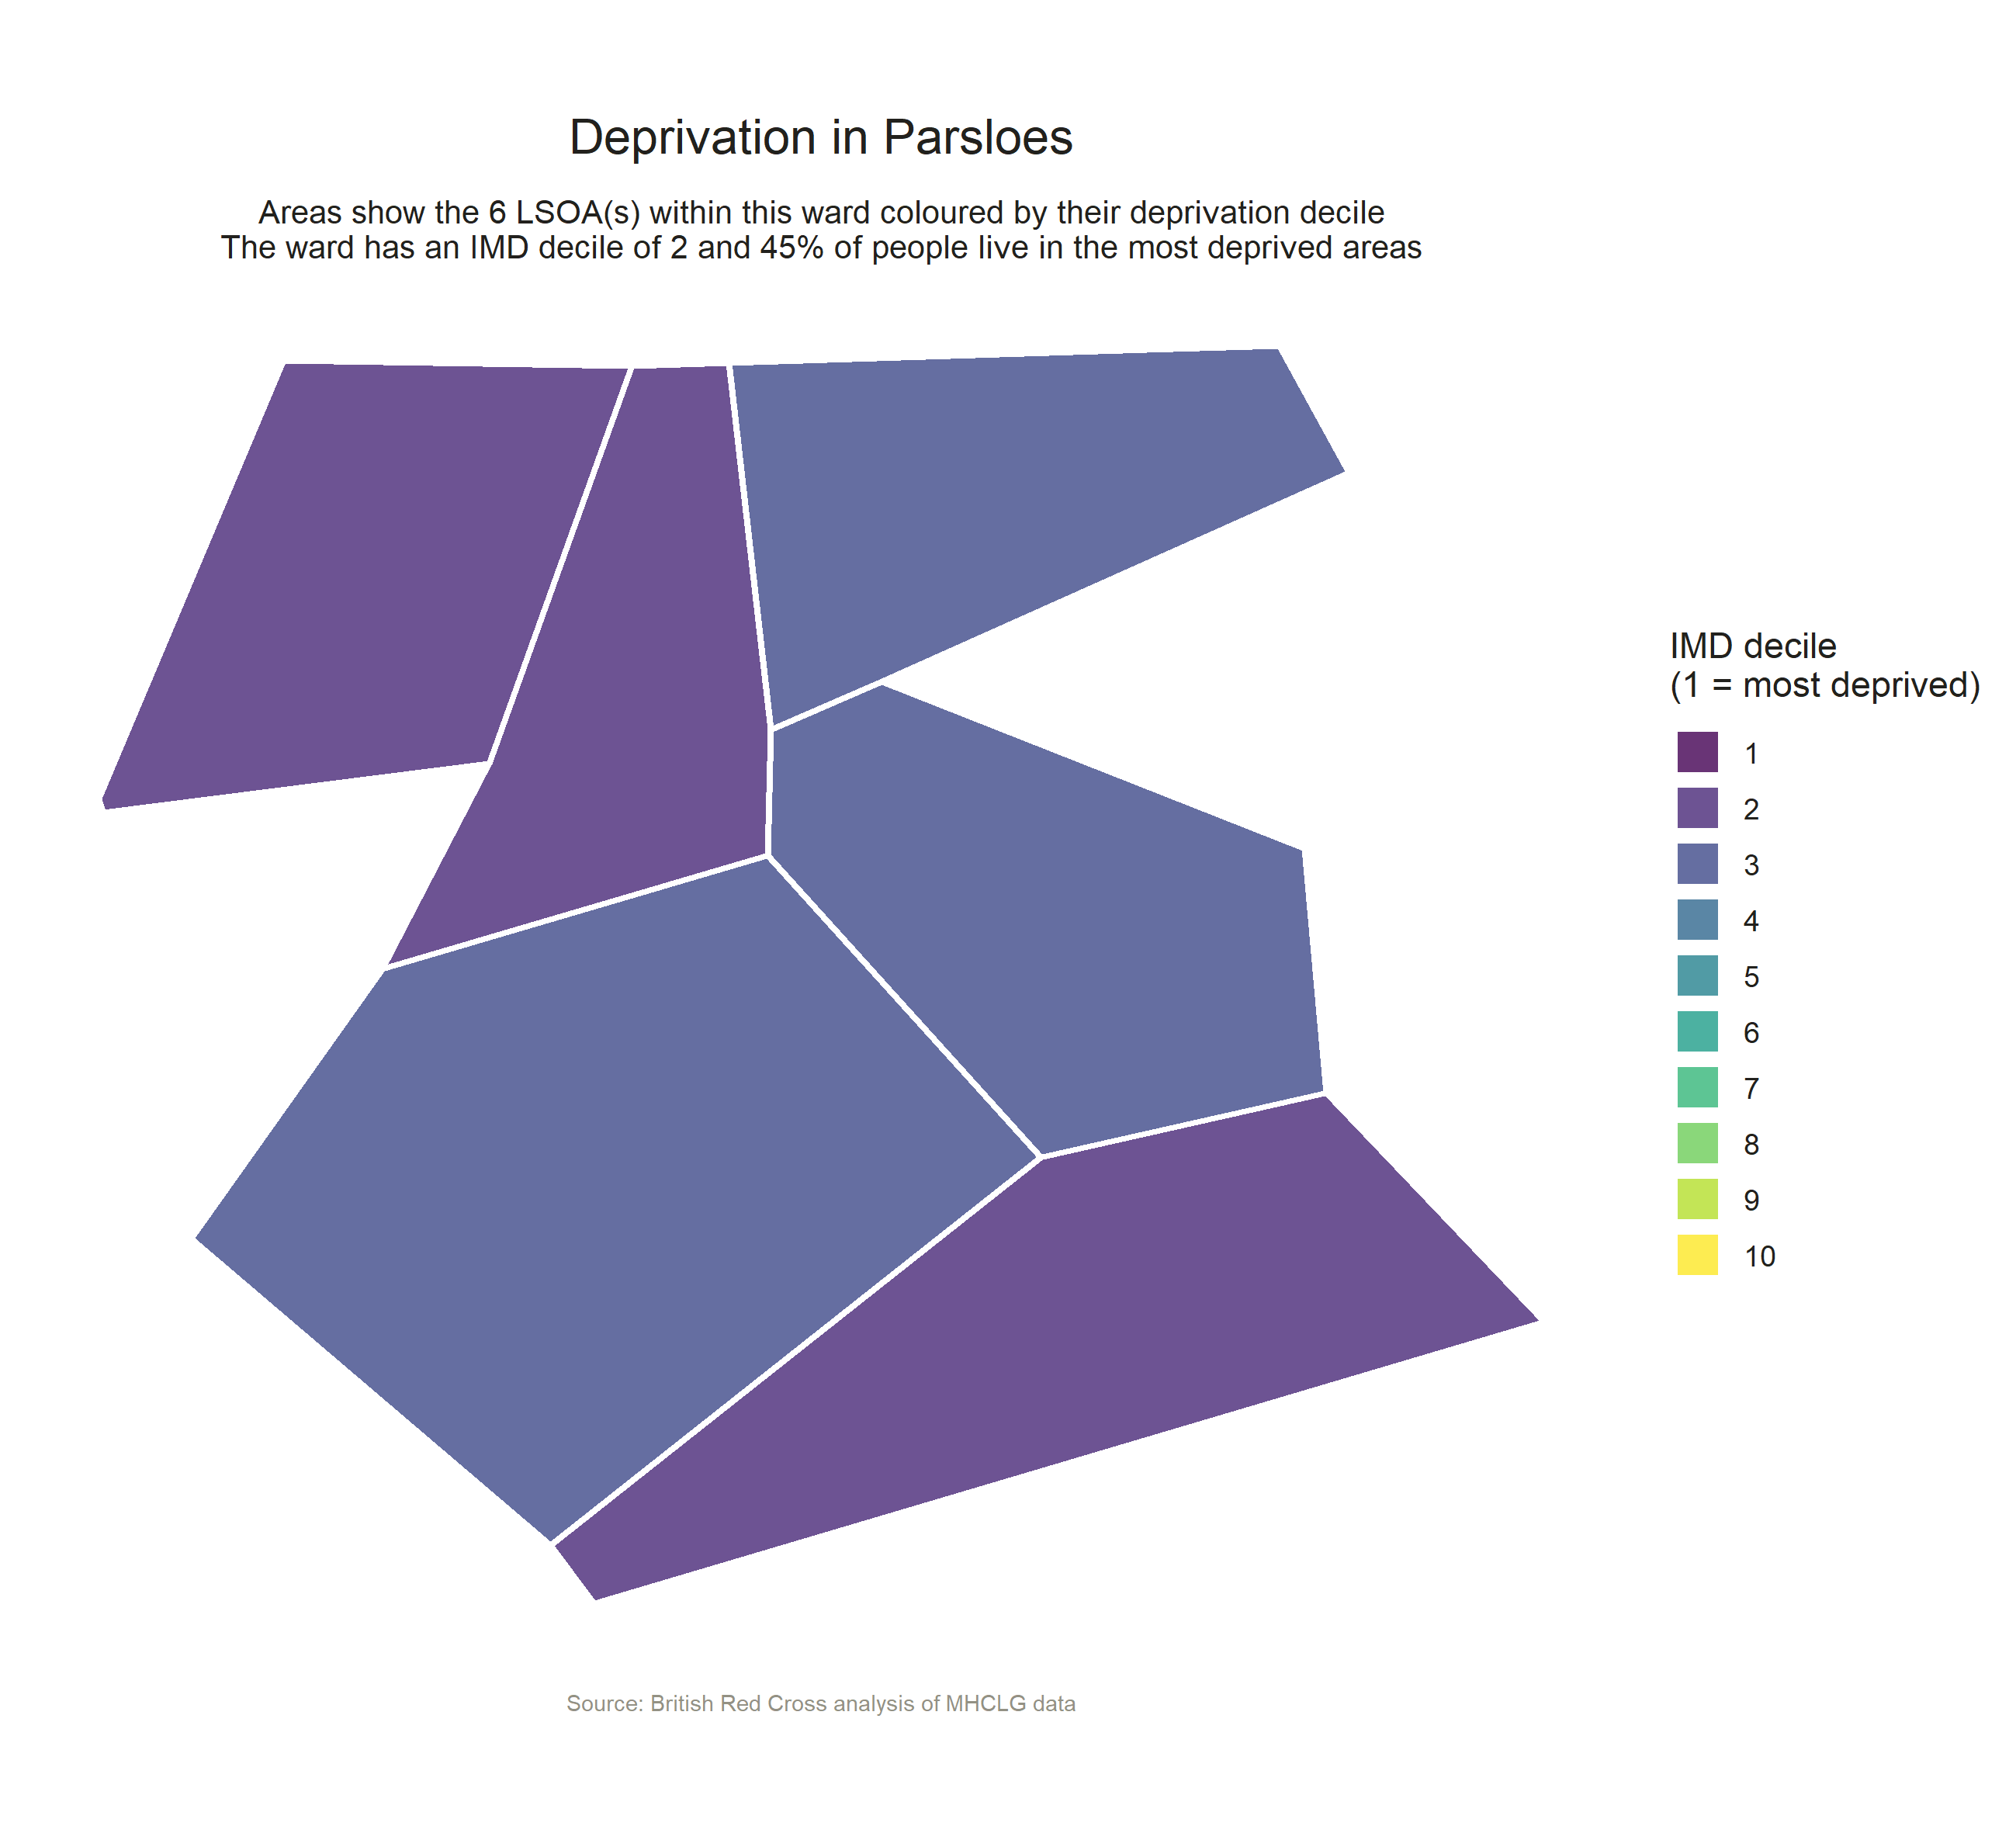 Deprivation in Parsloes
Areas show the 6 LSOA(s) within this ward coloured by their deprivation decile
The ward has an IMD decile of 2 and 45% of people live in the most deprived areas
IMD decile
(1 = most deprived)
1
2
3
4
5
6
7
8
9
10
Source: British Red Cross analysis of MHCLG data